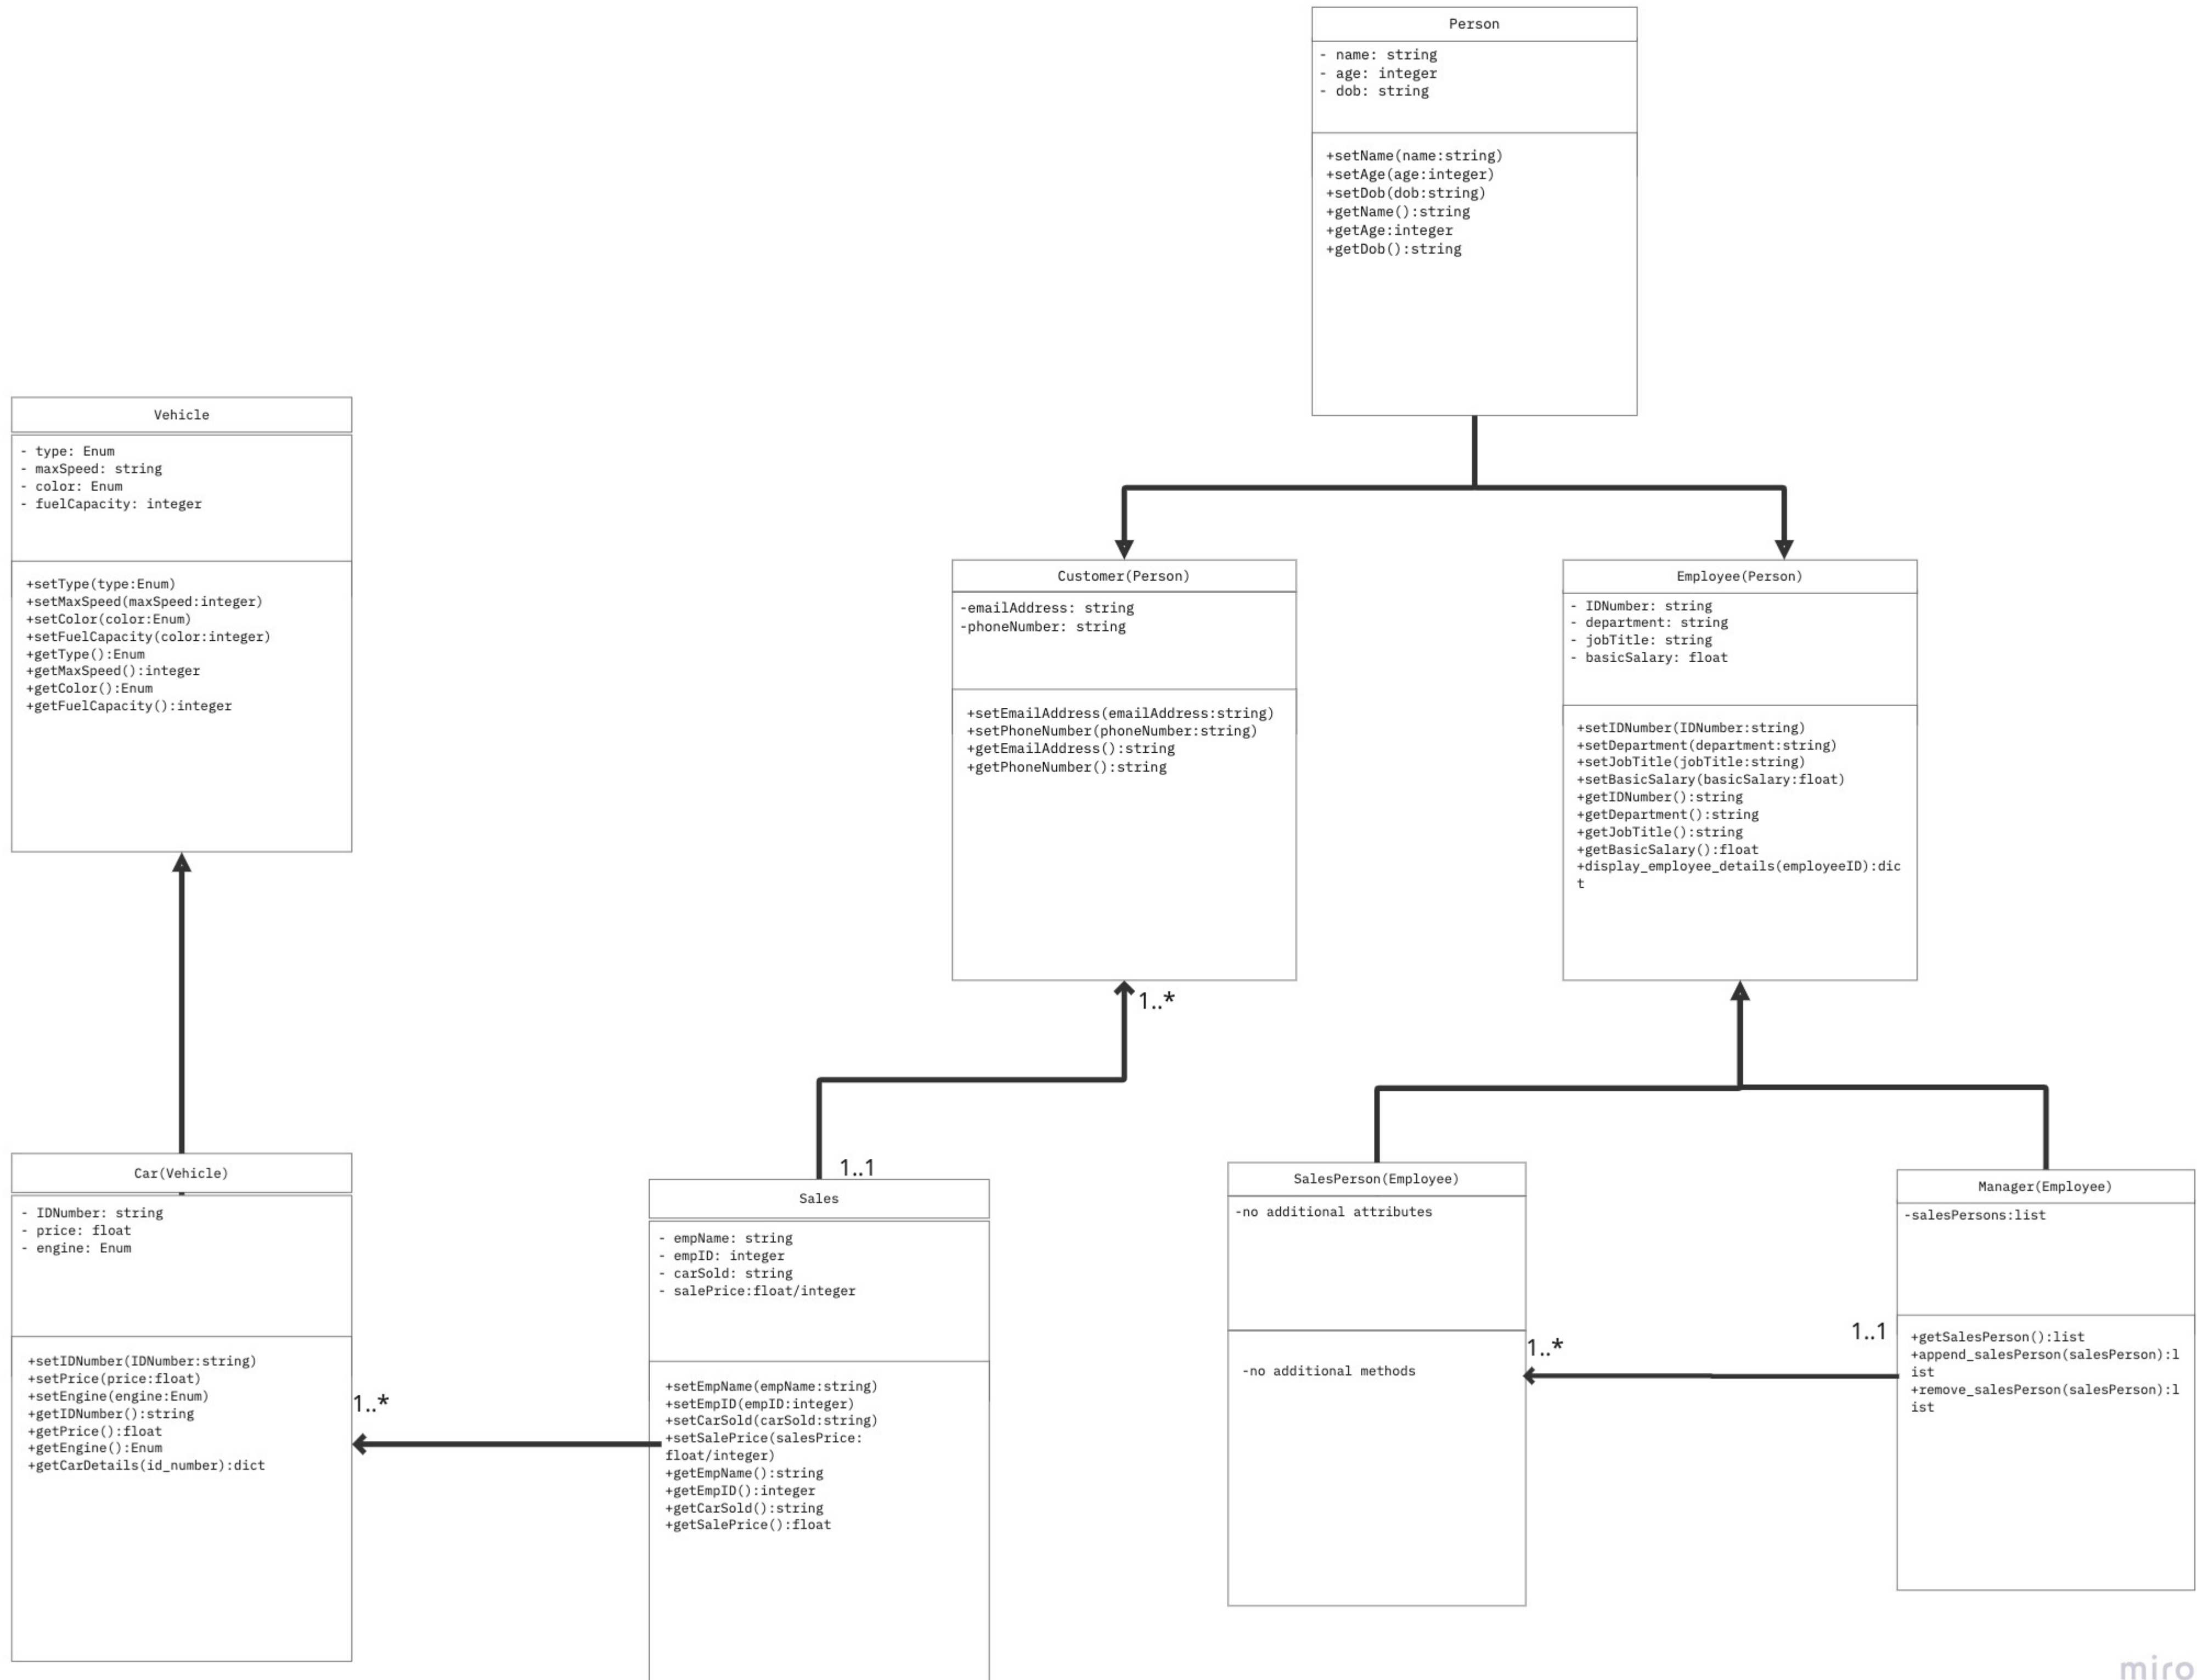 Person
- name: string
- age: integer
- dob: string
+setName(name:string)
+setAge(age:integer)
+setDob(dob:string)
+getName():string
+getAge:integer
+getDob():string
Vehicle
- type: Enum
- maxSpeed: string
- color: Enum
- fuelCapacity: integer
+setType(type:Enum)
+setMaxSpeed(maxSpeed:integer)
+setColor(color:Enum)
+setFuelCapacity(color:integer)
+getType():Enum
+getMaxSpeed():integer
+getColor():Enum
+getFuelCapacity():integer
Customer(Person)
-emailAddress: string
-phoneNumber: string
+setEmailAddress(emailAddress:string)
+setPhoneNumber(phoneNumber:string)
+getEmailAddress():string
+getPhoneNumber():string
1..*
Employee(Person)
- IDNumber: string
- department: string
- jobTitle: string
- basicSalary: float
+setIDNumber(IDNumber:string)
+setDepartment(department:string)
+setJobTitle(jobTitle:string)
+setBasicSalary(basicSalary:float)
+getIDNumber():string
+getDepartment():string
+getJobTitle():string
+getBasicSalary():float
+display_employee_details(employeeID):dic
t
Car(Vehicle)
- IDNumber: string
- price: float
- engine: Enum
+setIDNumber(IDNumber:string)
+setPrice(price:float)
+setEngine(engine:Enum)
+getIDNumber():string
+getPrice():float
+getEngine():Enum
+getCarDetails(id_number):dict
1..*
1..1
Sales
- empName: string
- empID: integer
- carSold: string
- salePrice:float/integer
+setEmpName(empName:string)
+setEmpID(empID:integer)
+setCarSold(carSold:string)
+setSalePrice(salesPrice:
float/integer)
+getEmpName():string
+getEmpID():integer
+getCarSold():string
+getSalePrice():float
SalesPerson(Employee)
-no additional attributes
-no additional methods
1..*
1..1
Manager(Employee)
-salesPersons:list
+getSalesPerson():list
+append_salesPerson(salesPerson):l
ist
+remove_salesPerson(salesPerson):l
ist
miro